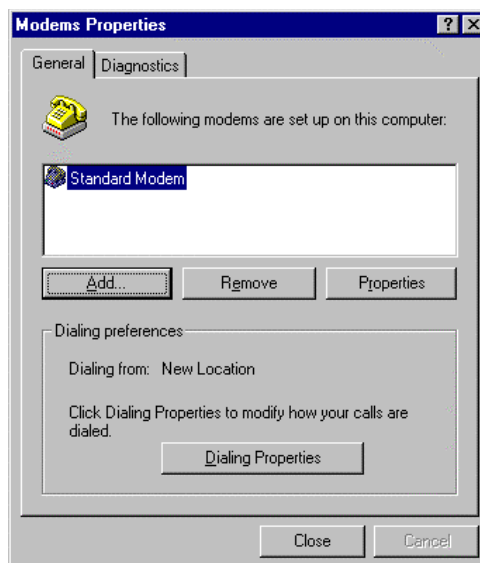 Modems Properties
General Diagnostics
The following modems are set up on this computer:
Standard Modem
Add... Remove Properties
Dialing preferences
Dialing from: New Location
Click Dialing Properties to modify how your calls are
dialed.
Dialing Properties
Close Cancel